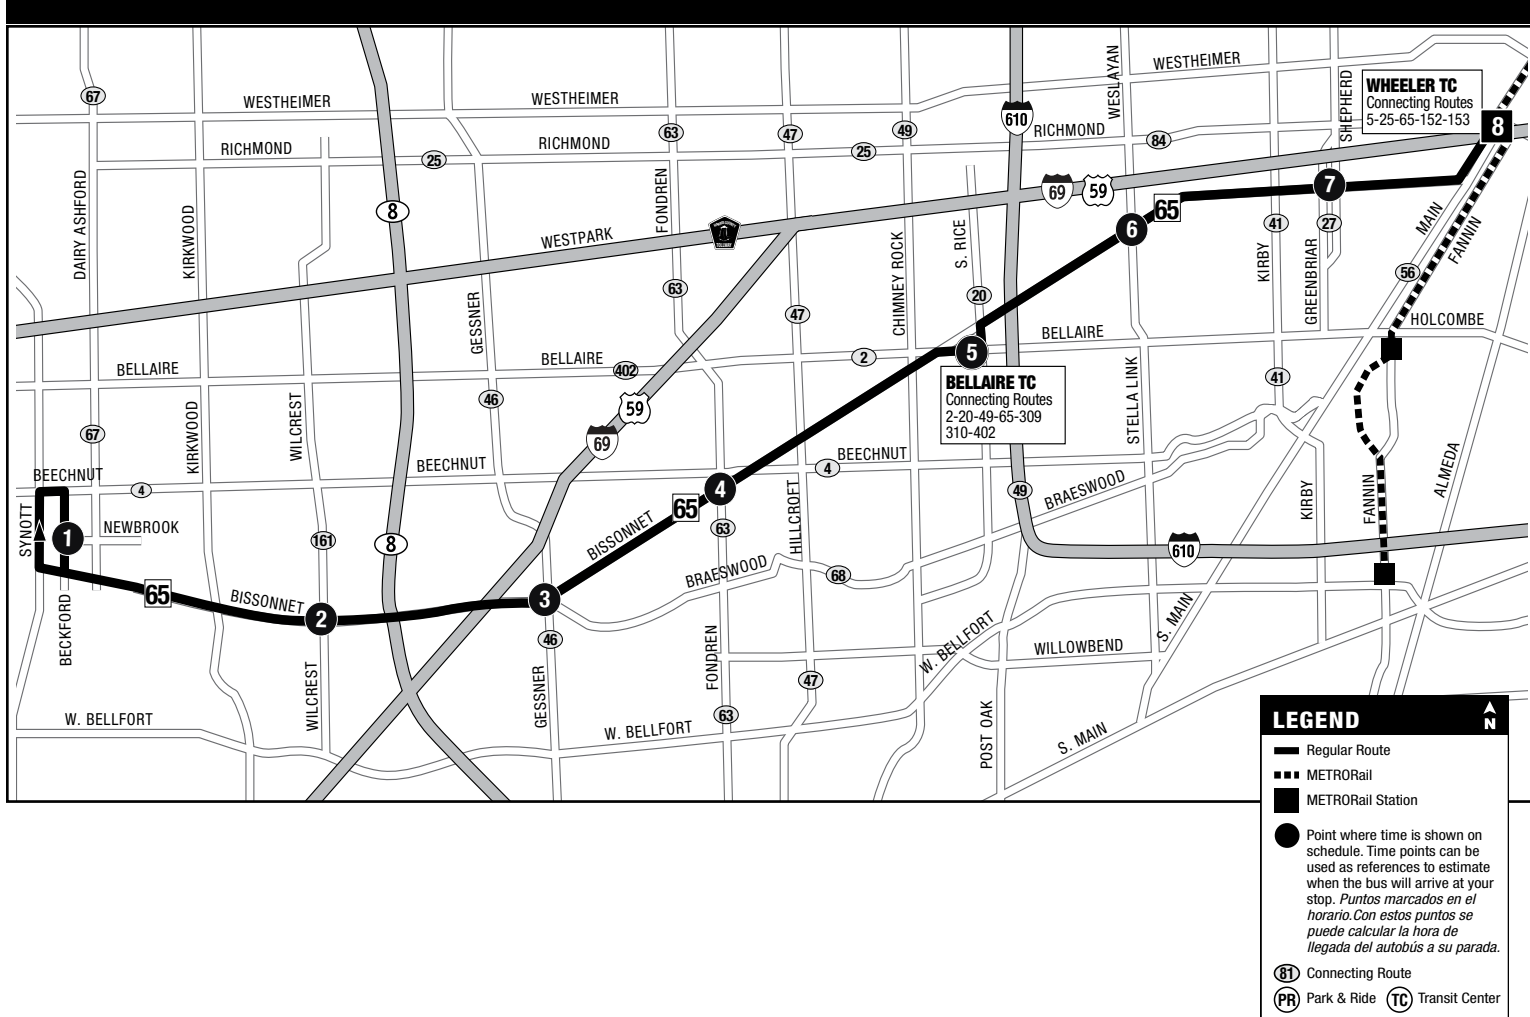 WESTHEIMER
WESLAYAN
SHEPHERD
WHEELER TC
Connecting Routes
5-25-65-152-153
8
67
WESTHEIMER
WESTHEIMER
610
RICHMOND
63
47
49
84
RICHMOND
RICHMOND
25
25
DAIRY ASHFORD
KIRKWOOD
8
FONDREN
69
59
7
65
6
41
27
MAIN
FANNIN
WESTPARK
S. RICE
CHIMNEY ROCK
KIRBY
GREENBRIAR
56
63
20
47
GESSNER
HOLCOMBE
BELLAIRE
BELLAIRE
BELLAIRE
402
2
5
BELLAIRE TC
Connecting Routes
2-20-49-65-309
310-402
41
STELLA LINK
46
59
69
67
KIRKWOOD
WILCREST
BEECHNUT
BEECHNUT
BEECHNUT
4
4
4
49
BRAESWOOD
KIRBY
FANNIN
ALMEDA
65
BISSONNET
HILLCROFT
63
SYNOTT
1
NEWBROOK
161
8
610
BRAESWOOD
68
65
BISSONNET
2
3
46
BECKFORD
WILCREST
GESSNER
FONDREN
W. BELLFORT
WILLOWBEND
S. MAIN
47
63
W. BELLFORT
W. BELLFORT
POST OAK
S. MAIN
LEGEND
N
Regular Route
METRORail
METRORail Station
Point where time is shown on
schedule. Time points can be
used as references to estimate
when the bus will arrive at your
stop. Puntos marcados en el
horario.Con estos puntos se
puede calcular la hora de
llegada del autobús a su parada.
81 Connecting Route
PR Park & Ride TC Transit Center